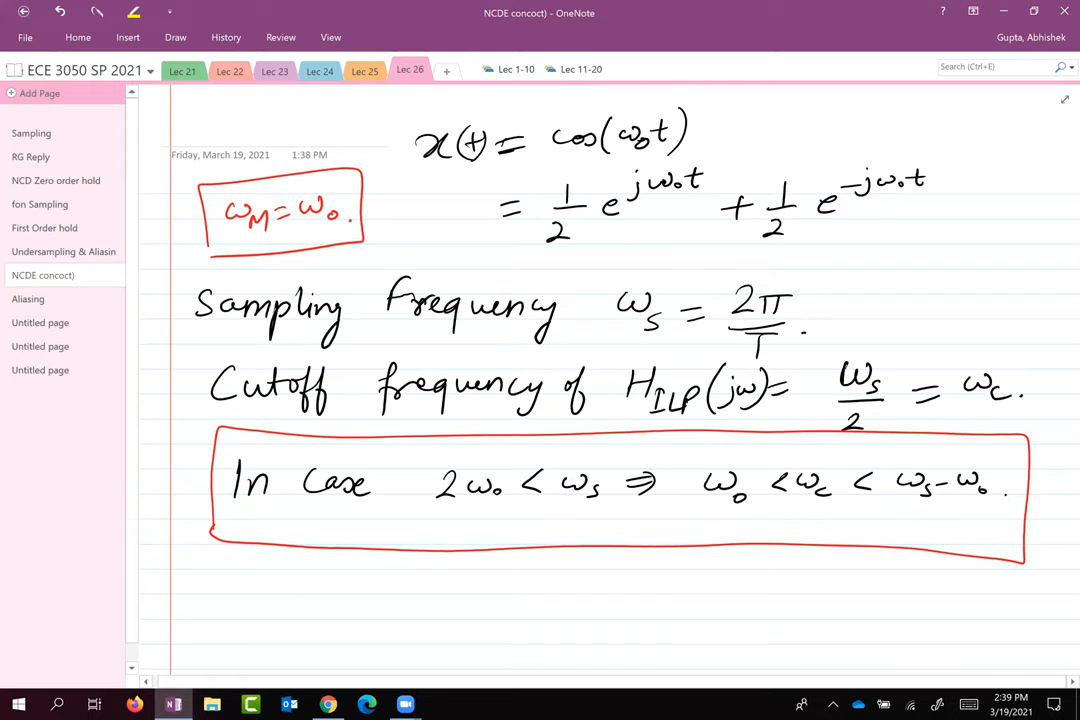 NCDE concoct) - OneNote
?
File Home Insert Draw History Review View
Gupta, Abhishek
ECE 3050 SP 2021
Lec 21 Lec 22 Lec 23 Lec 24 Lec 25 Lec 26 + Lec 1-10 Lec 11-20
Search (Ctrl+E)
Add Page
Sampling
RG Reply
NCD Zero order hold
fon Sampling
First Order hold
Undersampling & Aliasin
NCDE concoct)
Aliasing
Untitled page
Untitled page
Untitled page
Friday, March 19, 2021 1:38 PM
x(t) = cos(ω₀t)
= 1/2 e^{jω₀t} + 1/2 e^{-jω₀t}
ω_M = ω₀.
Sampling frequency ω_s = 2π/T.
Cutoff frequency of H_ILP(jω) = ω_s/2 = ω_c.
In case 2ω₀ < ω_s ⇒ ω₀ < ω_c < ω_s - ω₀.
2:39 PM
3/19/2021